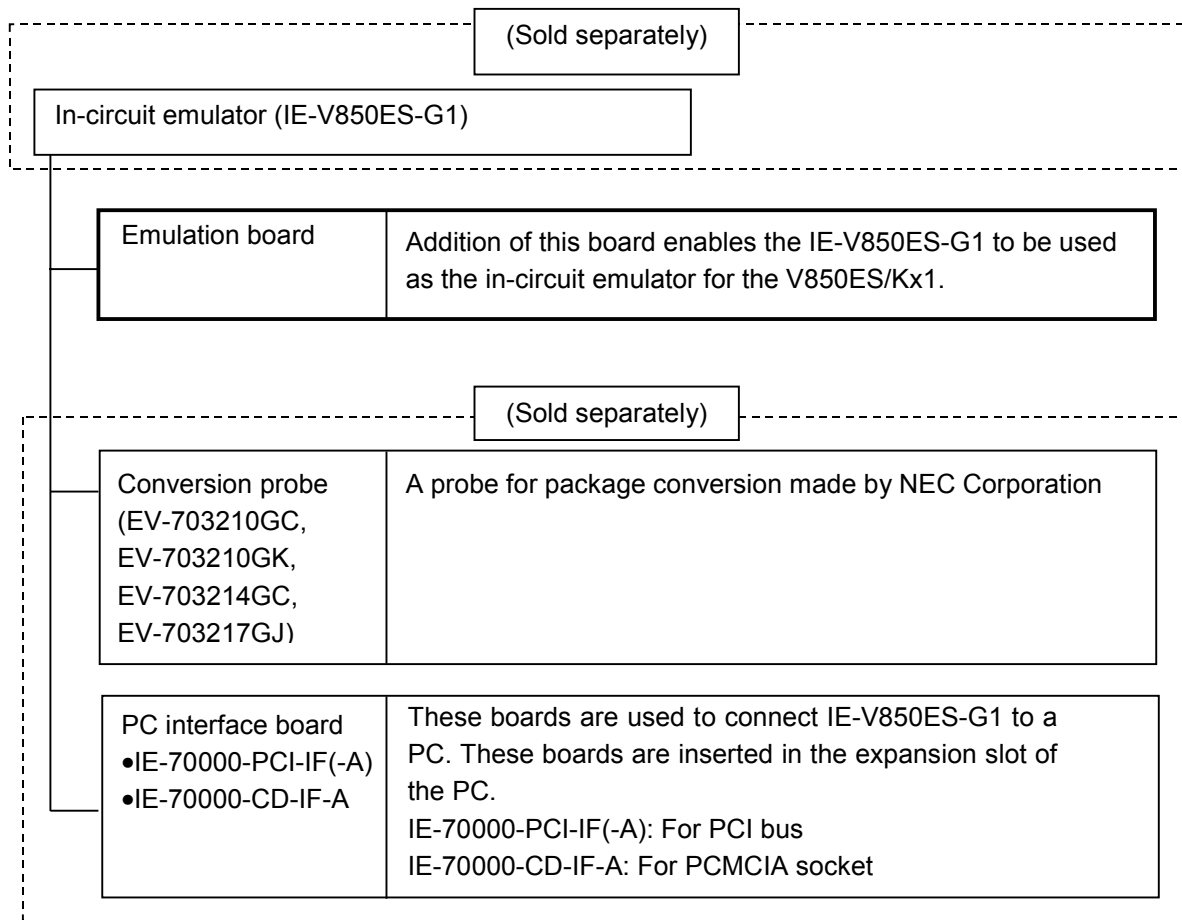 (Sold separately)
In-circuit emulator (IE-V850ES-G1)
Emulation board
Addition of this board enables the IE-V850ES-G1 to be used
as the in-circuit emulator for the V850ES/Kx1.
(Sold separately)
Conversion probe
(EV-703210GC,
EV-703210GK,
EV-703214GC,
EV-703217GJ)
A probe for package conversion made by NEC Corporation
PC interface board
•IE-70000-PCI-IF(-A)
•IE-70000-CD-IF-A
These boards are used to connect IE-V850ES-G1 to a
PC. These boards are inserted in the expansion slot of
the PC.
IE-70000-PCI-IF(-A): For PCI bus
IE-70000-CD-IF-A: For PCMCIA socket